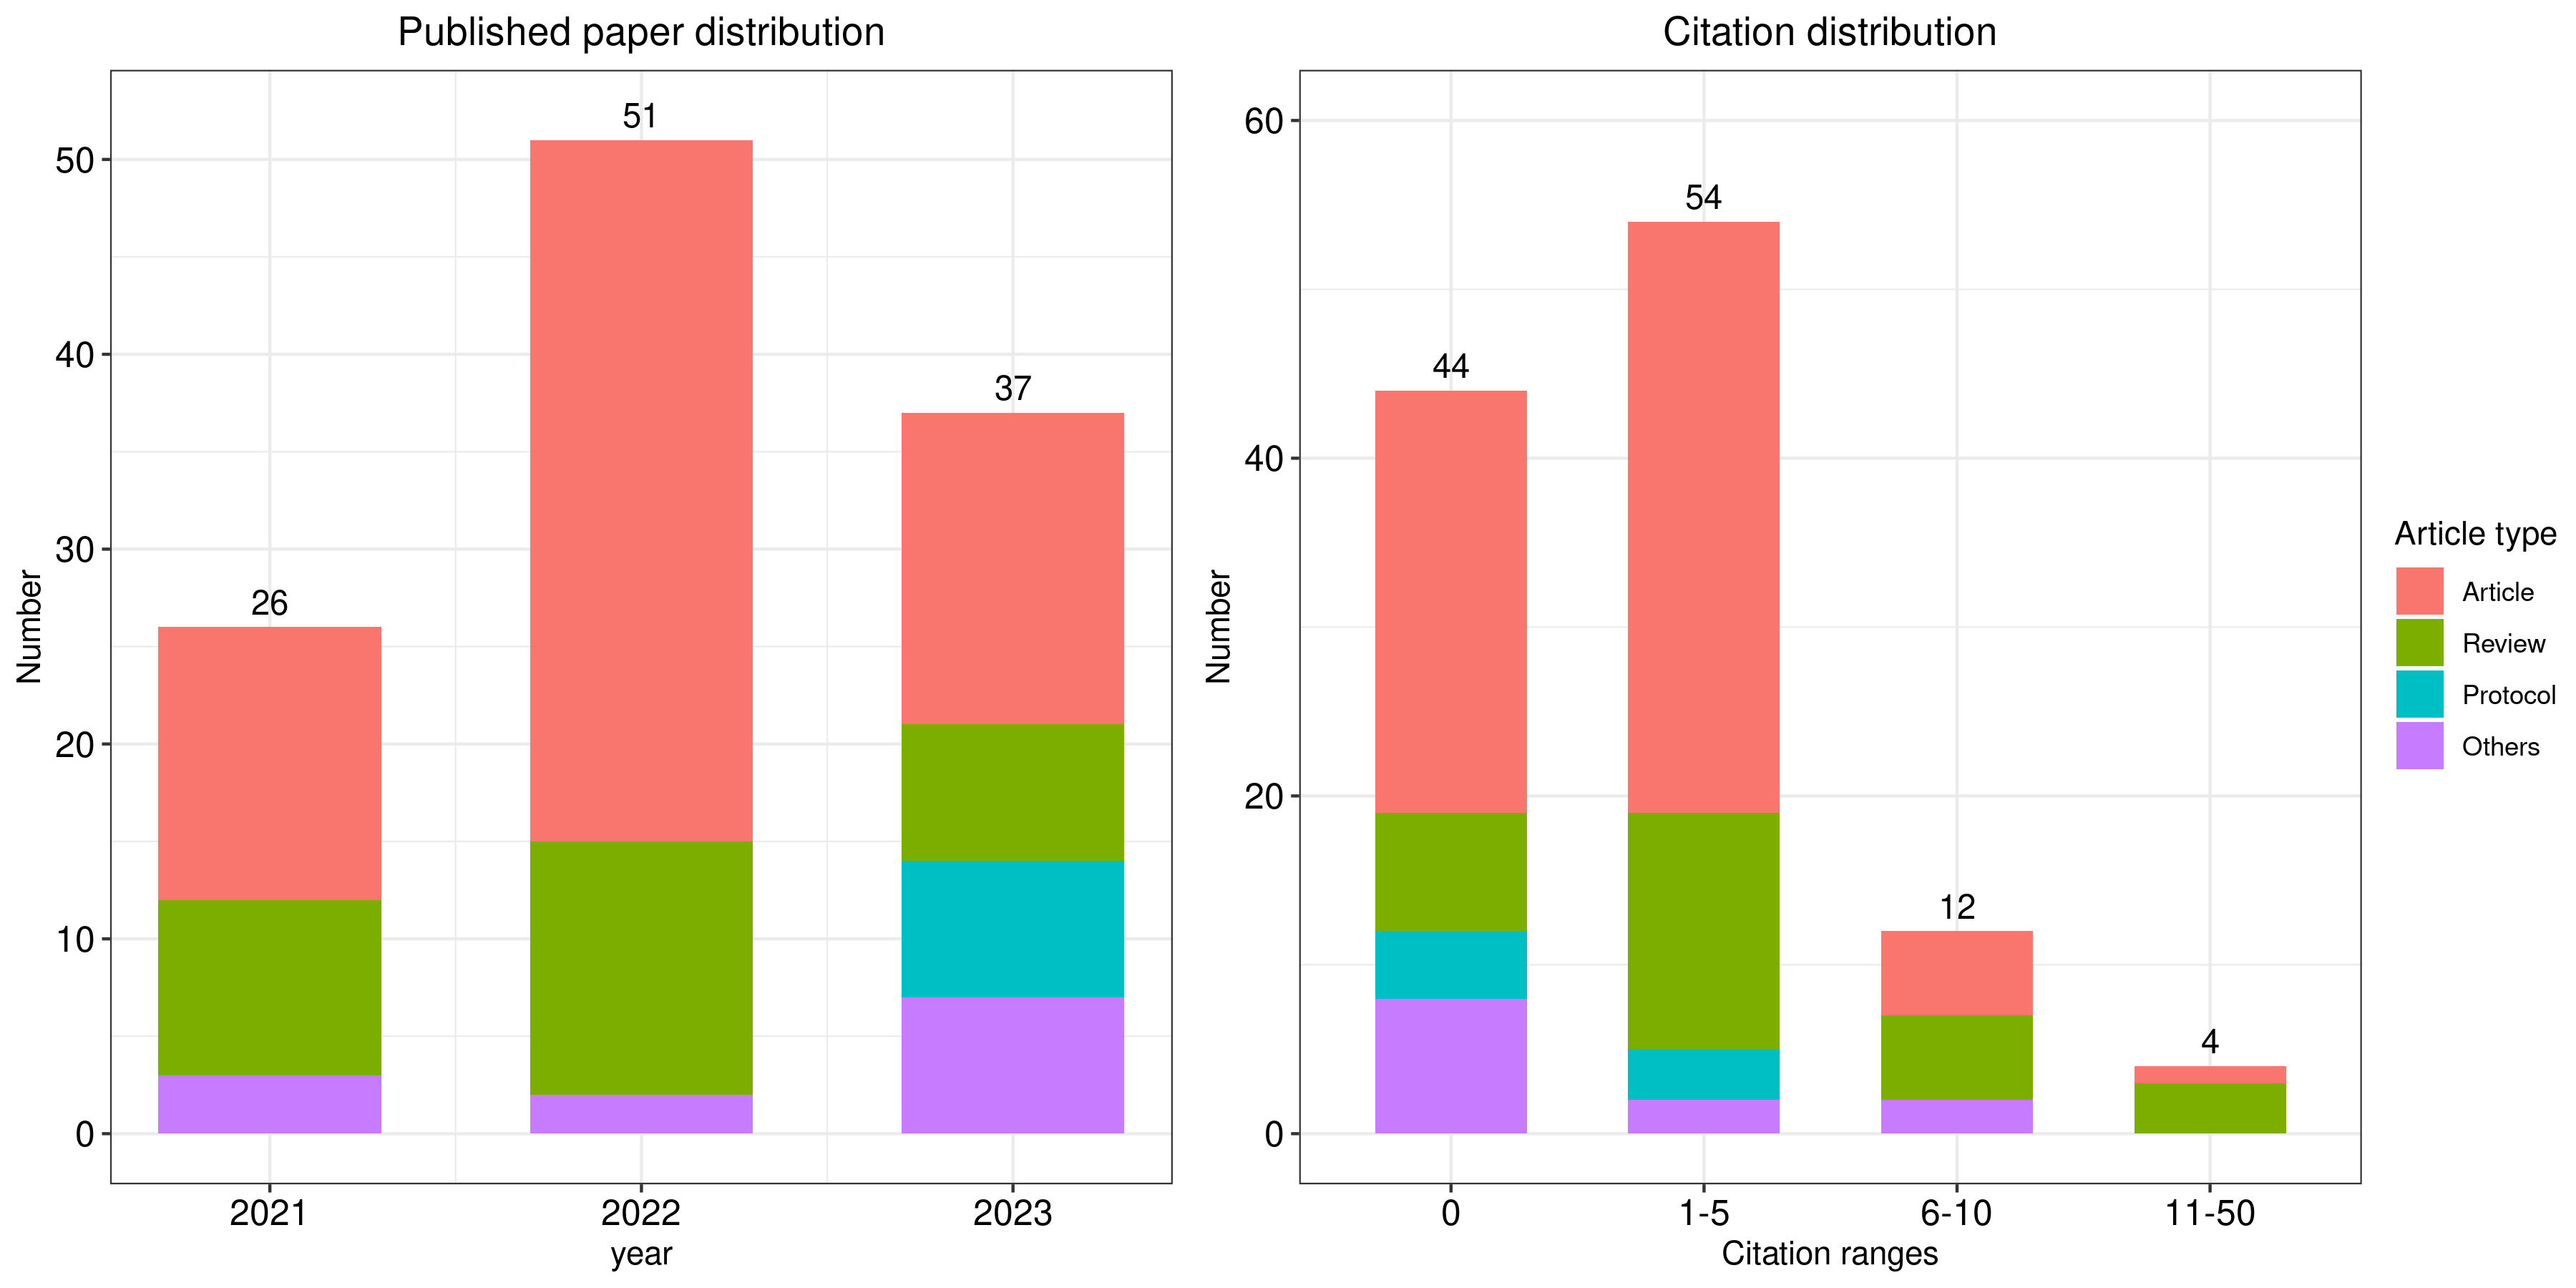 Published paper distribution
51
50
40
37
30
26
20
10
0
Number
2021 2022 2023
year
Citation distribution
60
54
44
40
20
12
4
0
Number
0 1-5 6-10 11-50
Citation ranges
Article type
Article
Review
Protocol
Others